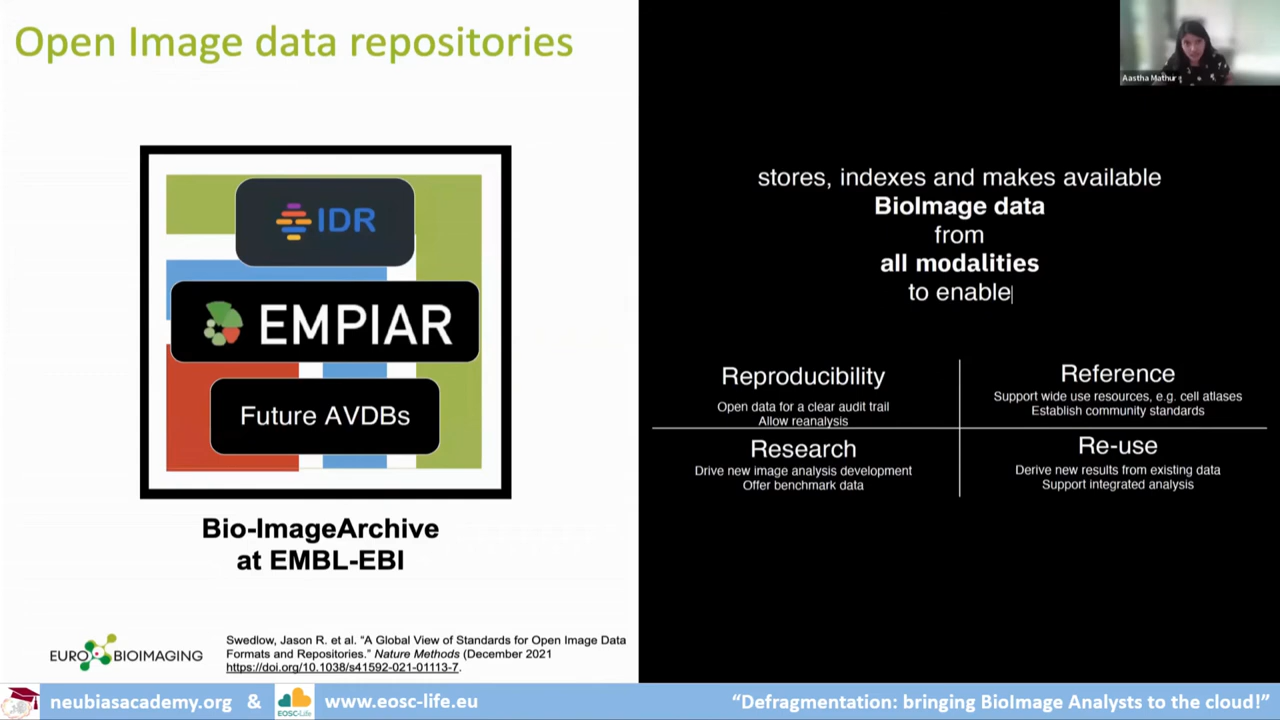 Open Image data repositories
IDR
EMPIAR
Future AVDBs
Bio-ImageArchive
at EMBL-EBI
EURO BIOIMAGING
Swedlow, Jason R. et al. "A Global View of Standards for Open Image Data
Formats and Repositories." Nature Methods (December 2021
https://doi.org/10.1038/s41592-021-01113-7.
Aastha Mathur
stores, indexes and makes available
BioImage data
from
all modalities
to enable
Reproducibility
Open data for a clear audit trail
Allow reanalysis
Reference
Support wide use resources, e.g. cell atlases
Establish community standards
Research
Drive new image analysis development
Offer benchmark data
Re-use
Derive new results from existing data
Support integrated analysis
neubiasacademy.org & EOSC-Life www.eosc-life.eu “Defragmentation: bringing BioImage Analysts to the cloud!”